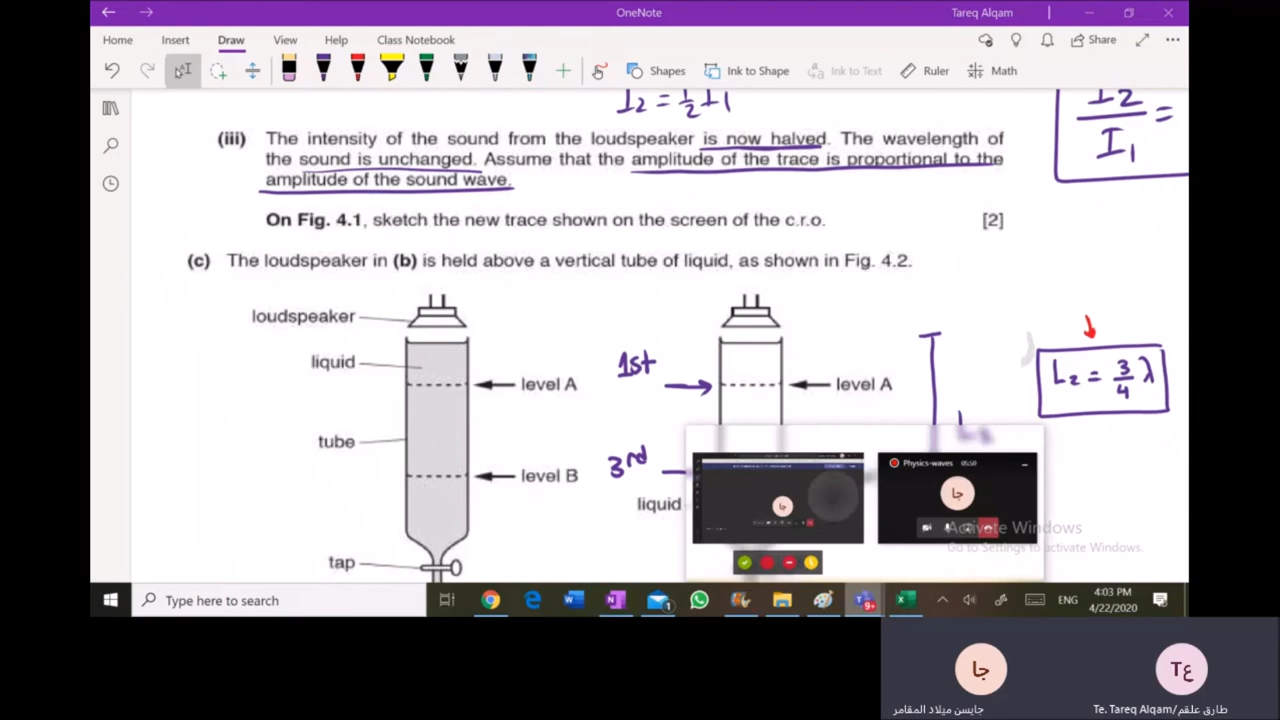 OneNote
Tareq Alqam
Home Insert Draw View Help Class Notebook
Share
Shapes Ink to Shape Ink to Text Ruler Math
I2 = 1/2 I1
I2/I1 =
(iii) The intensity of the sound from the loudspeaker is now halved. The wavelength of
the sound is unchanged. Assume that the amplitude of the trace is proportional to the
amplitude of the sound wave.
On Fig. 4.1, sketch the new trace shown on the screen of the c.r.o. [2]
(c) The loudspeaker in (b) is held above a vertical tube of liquid, as shown in Fig. 4.2.
loudspeaker
liquid
level A
tube
level B
tap
1st
level A
3rd
liquid
L2 = 3/4 λ
Physics-waves 05:50
جا
جا
Activate Windows
Go to Settings to activate Windows.
Type here to search
9+
ENG
4:03 PM
4/22/2020
جا
Tع
جايسن ميلاد المقامر
Te. Tareq Alqam/طارق علقم